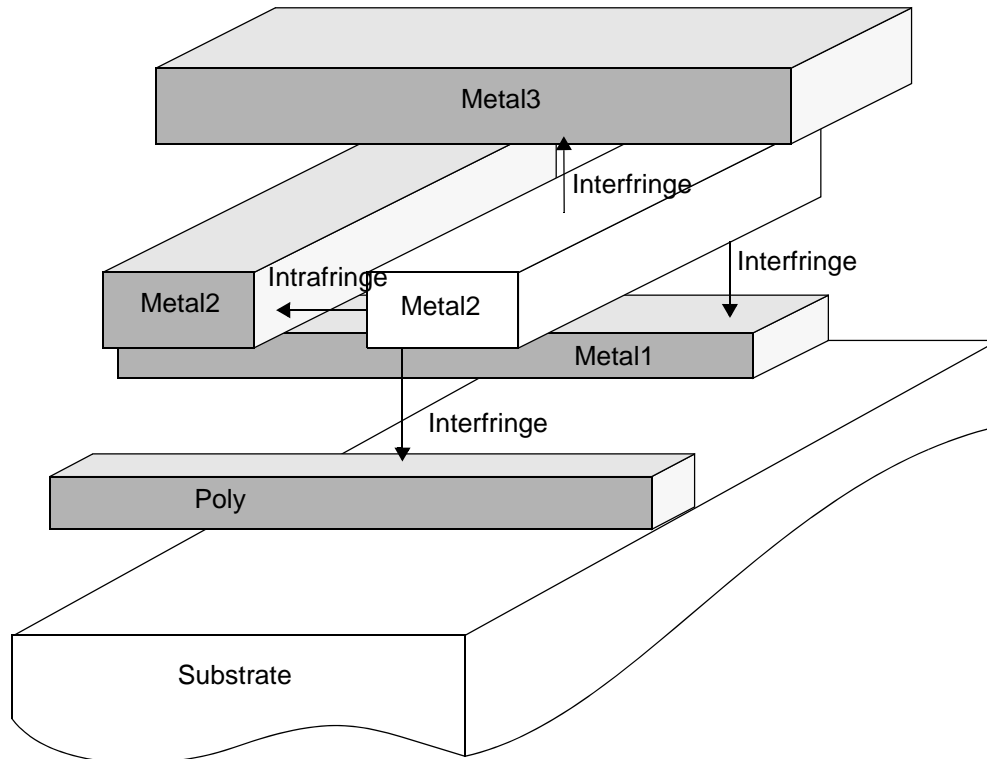 Metal3
Interfringe
Interfringe
Intrafringe
Metal2
Metal2
Metal1
Interfringe
Poly
Substrate